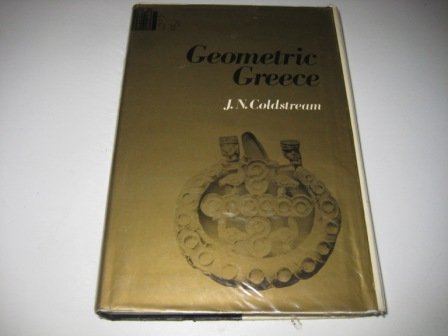 Geometric
Greece
J. N. Coldstream